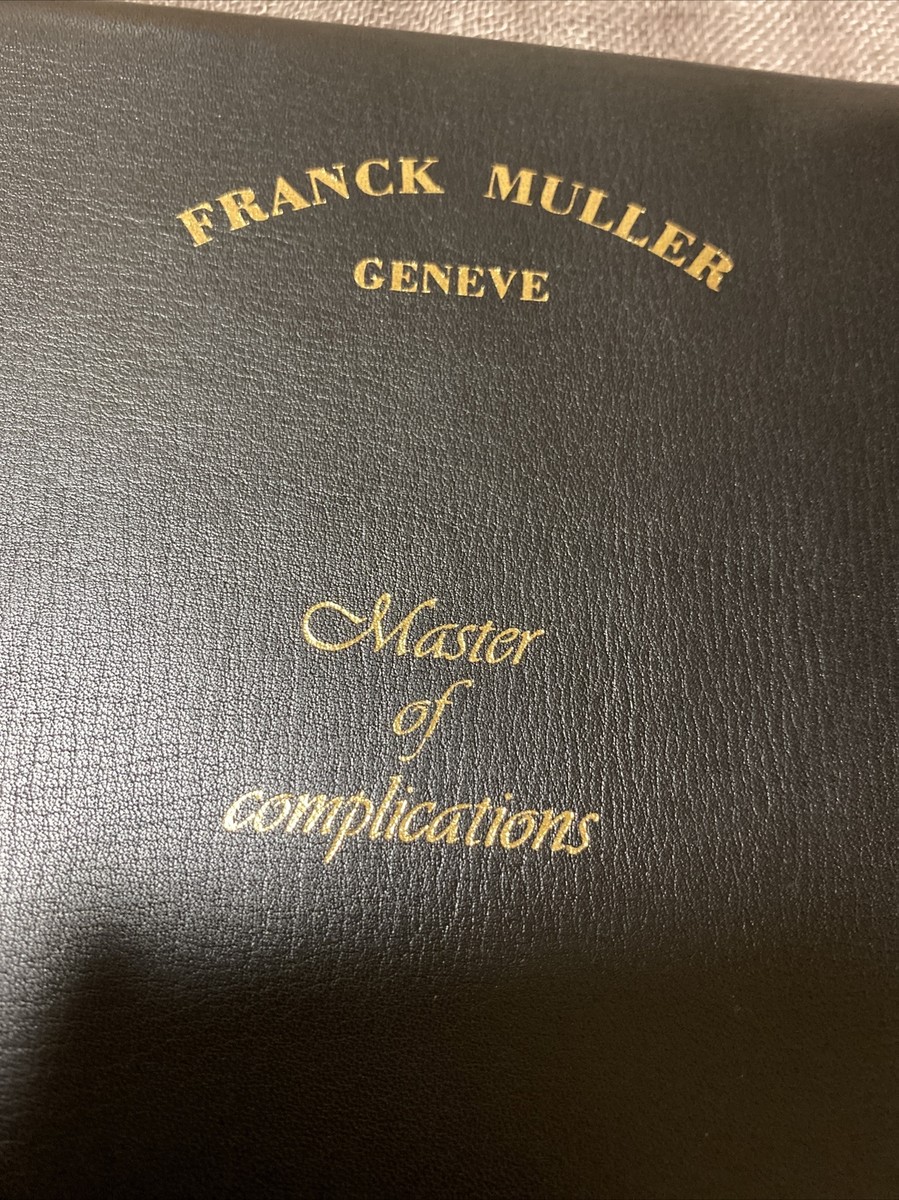 FRANCK MULLER
GENEVE
Master
of
complications